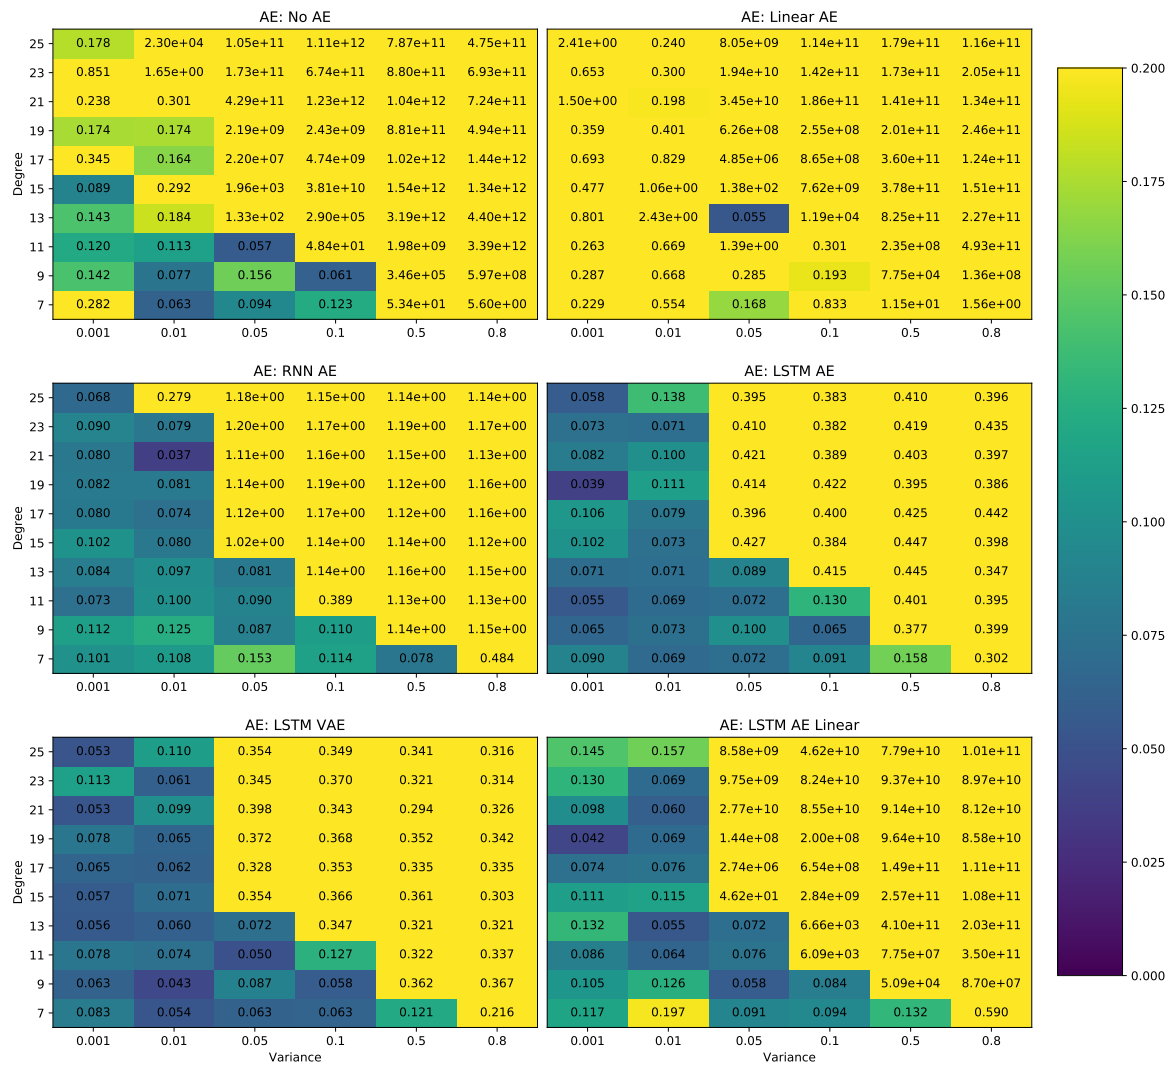 AE: No AE
25 0.178 2.30e+04 1.05e+11 1.11e+12 7.87e+11 4.75e+11
23 0.851 1.65e+00 1.73e+11 6.74e+11 8.80e+11 6.93e+11
21 0.238 0.301 4.29e+11 1.23e+12 1.04e+12 7.24e+11
19 0.174 0.174 2.19e+09 2.43e+09 8.81e+11 4.94e+11
17 0.345 0.164 2.20e+07 4.74e+09 1.02e+12 1.44e+12
15 0.089 0.292 1.96e+03 3.81e+10 1.54e+12 1.34e+12
13 0.143 0.184 1.33e+02 2.90e+05 3.19e+12 4.40e+12
11 0.120 0.113 0.057 4.84e+01 1.98e+09 3.39e+12
9 0.142 0.077 0.156 0.061 3.46e+05 5.97e+08
7 0.282 0.063 0.094 0.123 5.34e+01 5.60e+00
0.001 0.01 0.05 0.1 0.5 0.8
Degree
AE: Linear AE
2.41e+00 0.240 8.05e+09 1.14e+11 1.79e+11 1.16e+11
0.653 0.300 1.94e+10 1.42e+11 1.73e+11 2.05e+11
1.50e+00 0.198 3.45e+10 1.86e+11 1.41e+11 1.34e+11
0.359 0.401 6.26e+08 2.55e+08 2.01e+11 2.46e+11
0.693 0.829 4.85e+06 8.65e+08 3.60e+11 1.24e+11
0.477 1.06e+00 1.38e+02 7.62e+09 3.78e+11 1.51e+11
0.801 2.43e+00 0.055 1.19e+04 8.25e+11 2.27e+11
0.263 0.669 1.39e+00 0.301 2.35e+08 4.93e+11
0.287 0.668 0.285 0.193 7.75e+04 1.36e+08
0.229 0.554 0.168 0.833 1.15e+01 1.56e+00
0.001 0.01 0.05 0.1 0.5 0.8
AE: RNN AE
25 0.068 0.279 1.18e+00 1.15e+00 1.14e+00 1.14e+00
23 0.090 0.079 1.20e+00 1.17e+00 1.19e+00 1.17e+00
21 0.080 0.037 1.11e+00 1.16e+00 1.15e+00 1.13e+00
19 0.082 0.081 1.14e+00 1.19e+00 1.12e+00 1.16e+00
17 0.080 0.074 1.12e+00 1.17e+00 1.12e+00 1.16e+00
15 0.102 0.080 1.02e+00 1.14e+00 1.14e+00 1.12e+00
13 0.084 0.097 0.081 1.14e+00 1.16e+00 1.15e+00
11 0.073 0.100 0.090 0.389 1.13e+00 1.13e+00
9 0.112 0.125 0.087 0.110 1.14e+00 1.15e+00
7 0.101 0.108 0.153 0.114 0.078 0.484
0.001 0.01 0.05 0.1 0.5 0.8
Degree
AE: LSTM AE
0.058 0.138 0.395 0.383 0.410 0.396
0.073 0.071 0.410 0.382 0.419 0.435
0.082 0.100 0.421 0.389 0.403 0.397
0.039 0.111 0.414 0.422 0.395 0.386
0.106 0.079 0.396 0.400 0.425 0.442
0.102 0.073 0.427 0.384 0.447 0.398
0.071 0.071 0.089 0.415 0.445 0.347
0.055 0.069 0.072 0.130 0.401 0.395
0.065 0.073 0.100 0.065 0.377 0.399
0.090 0.069 0.072 0.091 0.158 0.302
0.001 0.01 0.05 0.1 0.5 0.8
AE: LSTM VAE
25 0.053 0.110 0.354 0.349 0.341 0.316
23 0.113 0.061 0.345 0.370 0.321 0.314
21 0.053 0.099 0.398 0.343 0.294 0.326
19 0.078 0.065 0.372 0.368 0.352 0.342
17 0.065 0.062 0.328 0.353 0.335 0.335
15 0.057 0.071 0.354 0.366 0.361 0.303
13 0.056 0.060 0.072 0.347 0.321 0.321
11 0.078 0.074 0.050 0.127 0.322 0.337
9 0.063 0.043 0.087 0.058 0.362 0.367
7 0.083 0.054 0.063 0.063 0.121 0.216
0.001 0.01 0.05 0.1 0.5 0.8
Degree
Variance
AE: LSTM AE Linear
0.145 0.157 8.58e+09 4.62e+10 7.79e+10 1.01e+11
0.130 0.069 9.75e+09 8.24e+10 9.37e+10 8.97e+10
0.098 0.060 2.77e+10 8.55e+10 9.14e+10 8.12e+10
0.042 0.069 1.44e+08 2.00e+08 9.64e+10 8.58e+10
0.074 0.076 2.74e+06 6.54e+08 1.49e+11 1.11e+11
0.111 0.115 4.62e+01 2.84e+09 2.57e+11 1.08e+11
0.132 0.055 0.072 6.66e+03 4.10e+11 2.03e+11
0.086 0.064 0.076 6.09e+03 7.75e+07 3.50e+11
0.105 0.126 0.058 0.084 5.09e+04 8.70e+07
0.117 0.197 0.091 0.094 0.132 0.590
0.001 0.01 0.05 0.1 0.5 0.8
Variance
0.200
0.175
0.150
0.125
0.100
0.075
0.050
0.025
0.000